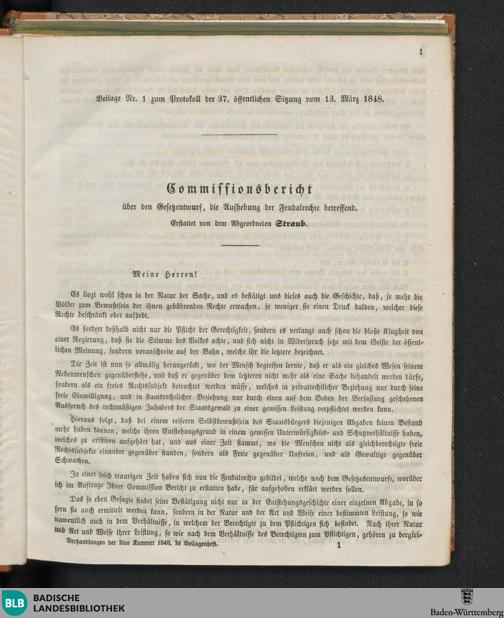 1
Beilage Nr. 1 zum Protokoll der 37. öffentlichen Sitzung vom 13. März 1848.
Commissionsbericht
über den Gesetzentwurf, die Aufhebung der Feudalrechte betreffend.
Erstattet von dem Abgeordneten Straub.
Meine Herren!
Es liegt wohl schon in der Natur der Sache, und es bestätigt uns dieses auch die Geschichte, daß, je mehr die
Völker zum Bewußtsein der ihnen gebührenden Rechte erwachen, je weniger sie einen Druck dulden, welcher diese
Rechte beschränkt oder aufhebt.
Es fordert deßhalb nicht nur die Pflicht der Gerechtigkeit, sondern es verlangt auch schon die bloße Klugheit von
einer Regierung, daß sie die Stimme des Volkes achte, und sich nicht in Widerspruch setze mit dem Geiste der öffent-
lichen Meinung, sondern voranschreite auf der Bahn, welche ihr die letztere bezeichnet.
Die Zeit ist nun so allmälig herangerückt, wo der Mensch begreifen lernte, daß er als ein gleiches Wesen seinem
Nebenmenschen gegenüberstehe, und daß er gegenüber dem letzteren nicht mehr als eine Sache behandelt werden dürfe,
sondern als ein freies Rechtssubjekt betrachtet werden müsse, welches in privatrechtlicher Beziehung nur durch seine
freie Einwilligung, und in staatsrechtlicher Beziehung nur durch einen auf dem Boden der Verfassung geschehenen
Ausspruch des rechtmäßigen Inhabers der Staatsgewalt zu einer gewissen Leistung verpflichtet werden kann.
Hieraus folgt, daß bei einem reiferen Selbstbewußtsein des Staatsbürgers diejenigen Abgaben keinen Bestand
mehr haben können, welche ihren Entstehungsgrund in einem gewissen Unterwürfigkeits- und Schutzverhältnisse haben,
welches zu existiren aufgehört hat, und aus einer Zeit stammt, wo die Menschen nicht als gleichberechtigte freie
Rechtssubjekte einander gegenüber standen, sondern als Freie gegenüber Unfreien, und als Gewaltige gegenüber
Schwachen.
In einer solch traurigen Zeit haben sich nun die Feudalrechte gebildet, welche nach dem Gesetzesentwurfe, worüber
ich im Auftrage Ihrer Commission Bericht zu erstatten habe, für aufgehoben erklärt werden sollen.
Das so eben Gesagte findet seine Bestätigung nicht nur in der Entstehungsgeschichte einer einzelnen Abgabe, in so
fern sie noch ermittelt werden kann, sondern in der Natur und der Art und Weise einer bestimmten Leistung, so wie
namentlich auch in dem Verhältnisse, in welchem der Berechtigte zu dem Pflichtigen sich befindet. Nach ihrer Natur
und Art und Weise ihrer Leistung, so wie nach dem Verhältnisse des Berechtigten zum Pflichtigen, gehören zu dergleic-
Verhandlungen der 2ten Kammer 1848. 7s Beilagenheft. 1
BLB BADISCHE
LANDESBIBLIOTHEK
Baden-Württemberg